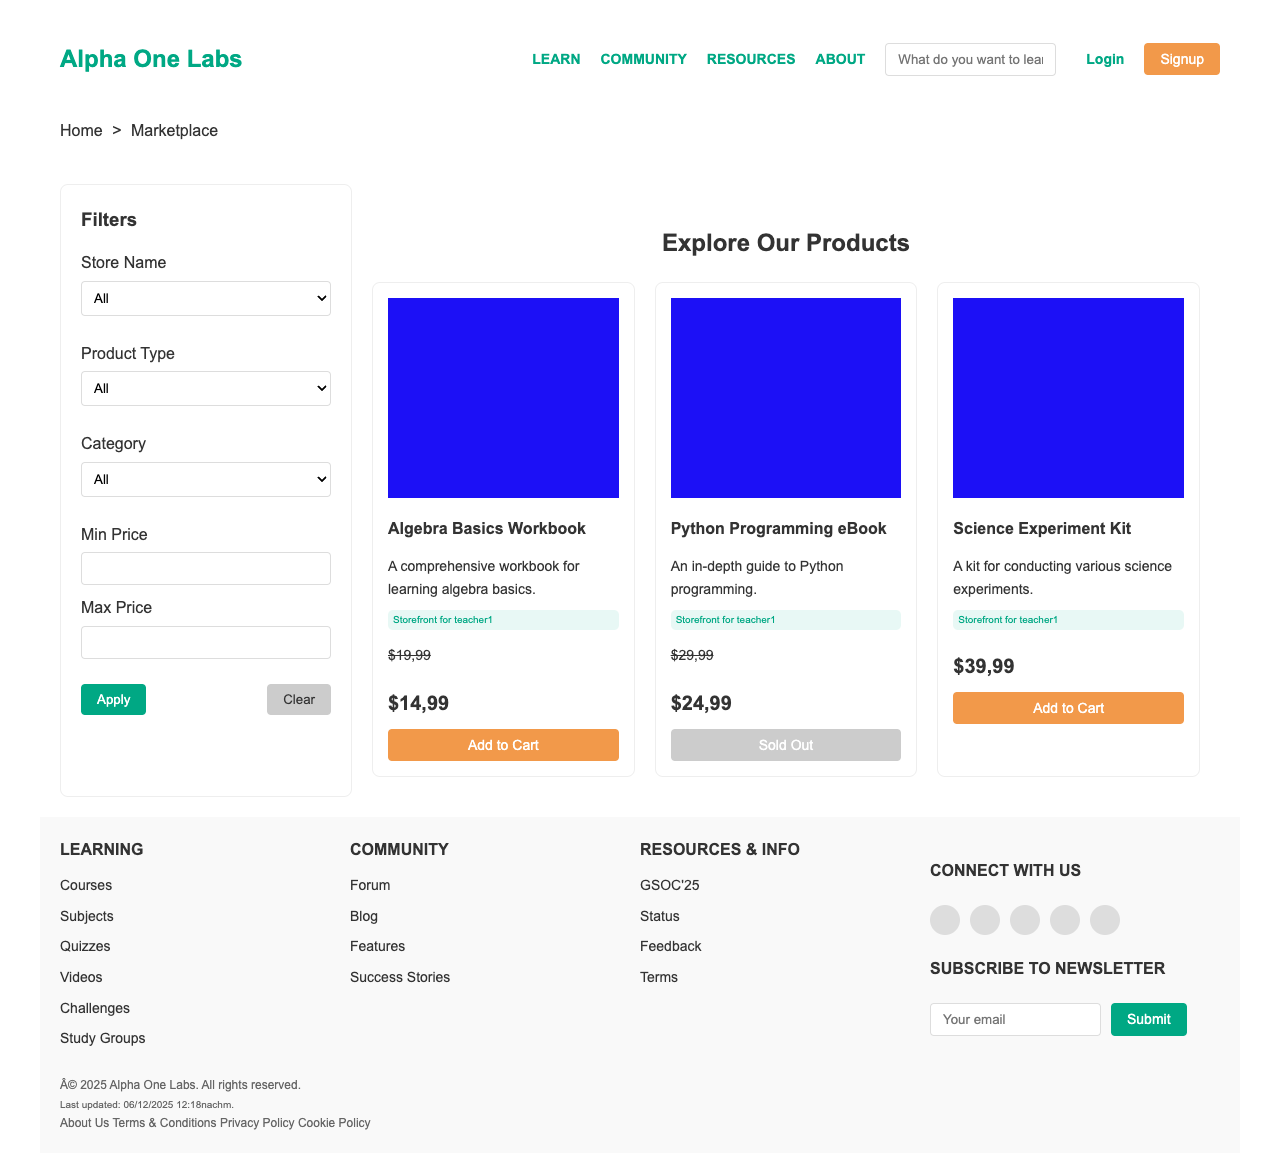 Alpha One Labs
LEARN COMMUNITY RESOURCES ABOUT What do you want to lear Login Signup
Home > Marketplace
Filters
Store Name
All
Product Type
All
Category
All
Min Price
Max Price
Apply Clear
Explore Our Products
Algebra Basics Workbook
A comprehensive workbook for
learning algebra basics.
Storefront for teacher1
$19,99
$14,99
Add to Cart
Python Programming eBook
An in-depth guide to Python
programming.
Storefront for teacher1
$29,99
$24,99
Sold Out
Science Experiment Kit
A kit for conducting various science
experiments.
Storefront for teacher1
$39,99
Add to Cart
LEARNING
Courses
Subjects
Quizzes
Videos
Challenges
Study Groups
COMMUNITY
Forum
Blog
Features
Success Stories
RESOURCES & INFO
GSOC'25
Status
Feedback
Terms
CONNECT WITH US
SUBSCRIBE TO NEWSLETTER
Your email Submit
Â© 2025 Alpha One Labs. All rights reserved.
Last updated: 06/12/2025 12:18nachm.
About Us Terms & Conditions Privacy Policy Cookie Policy